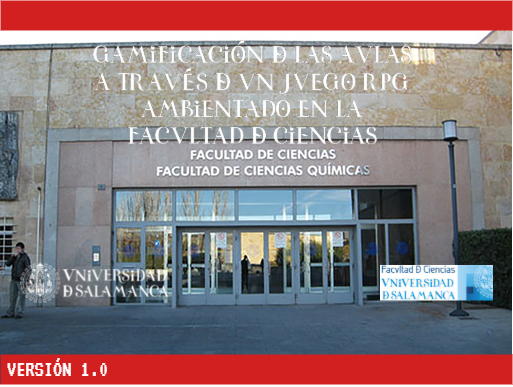 GAMIFICACIÓN Ð LAS AVLAS
A TRAVÉS Ð VN JVEGO RPG
AMBIENTADO EN LA
FACVLTAD Ð CIENCIAS
FACULTAD DE CIENCIAS
FACULTAD DE CIENCIAS QUÍMICAS
VNIVERSIDAD
Ð SALAMANCA
Facvltad Ð Ciencias
VNIVERSIDAD
Ð SALAMANCA
VERSIÓN 1.0